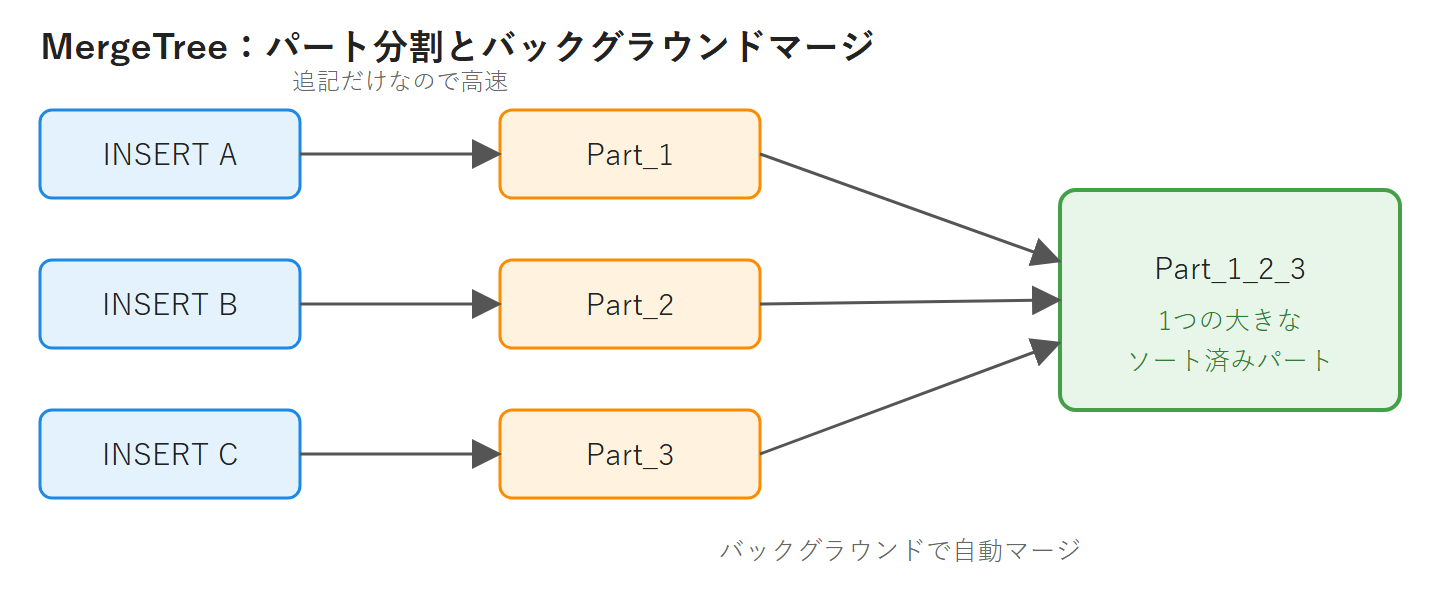 MergeTree：パート分割とバックグラウンドマージ
追記だけなので高速
INSERT A
Part_1
INSERT B
Part_2
Part_1_2_3
1つの大きな
ソート済みパート
INSERT C
Part_3
バックグラウンドで自動マージ